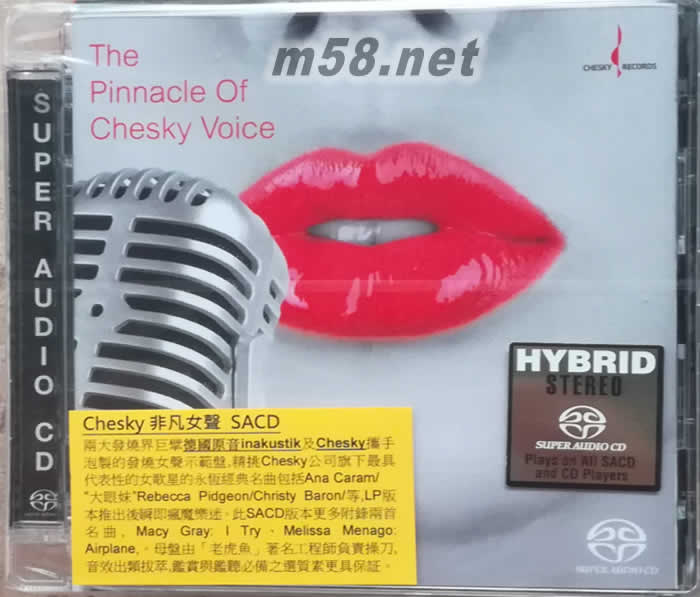 m58.net
The
Pinnacle Of
Chesky Voice
CHESKY RECORDS
SUPER AUDIO CD
HYBRID
STEREO
SUPER AUDIO CD
Plays on All SACD
and CD Players
Chesky 非凡女聲 SACD
兩大發燒界巨擘德國原音inakustik及Chesky攜手
泡製的發燒女聲示範盤,精挑Chesky公司旗下最具
代表性的女歌星的永恆經典名曲包括Ana Caram/
"大眼妹"Rebecca Pidgeon/Christy Baron/等,LP版
本推出後瞬即瘋魔樂迷。此SACD版本更多附錄兩首
名曲, Macy Gray: I Try、Melissa Menago:
Airplane,。母盤由「老虎魚」著名工程師負責操刀,
音效出類拔萃,鑑賞與鑑聽必備之選質素更具保証。
SUPER AUDIO CD